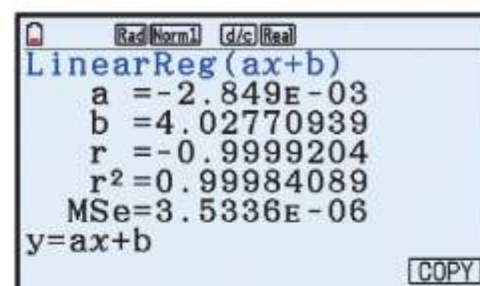 Rad Norm1 d/c Real
LinearReg(ax+b)
a =-2.849E-03
b =4.02770939
r =-0.9999204
r²=0.99984089
MSe=3.5336E-06
y=ax+b
COPY